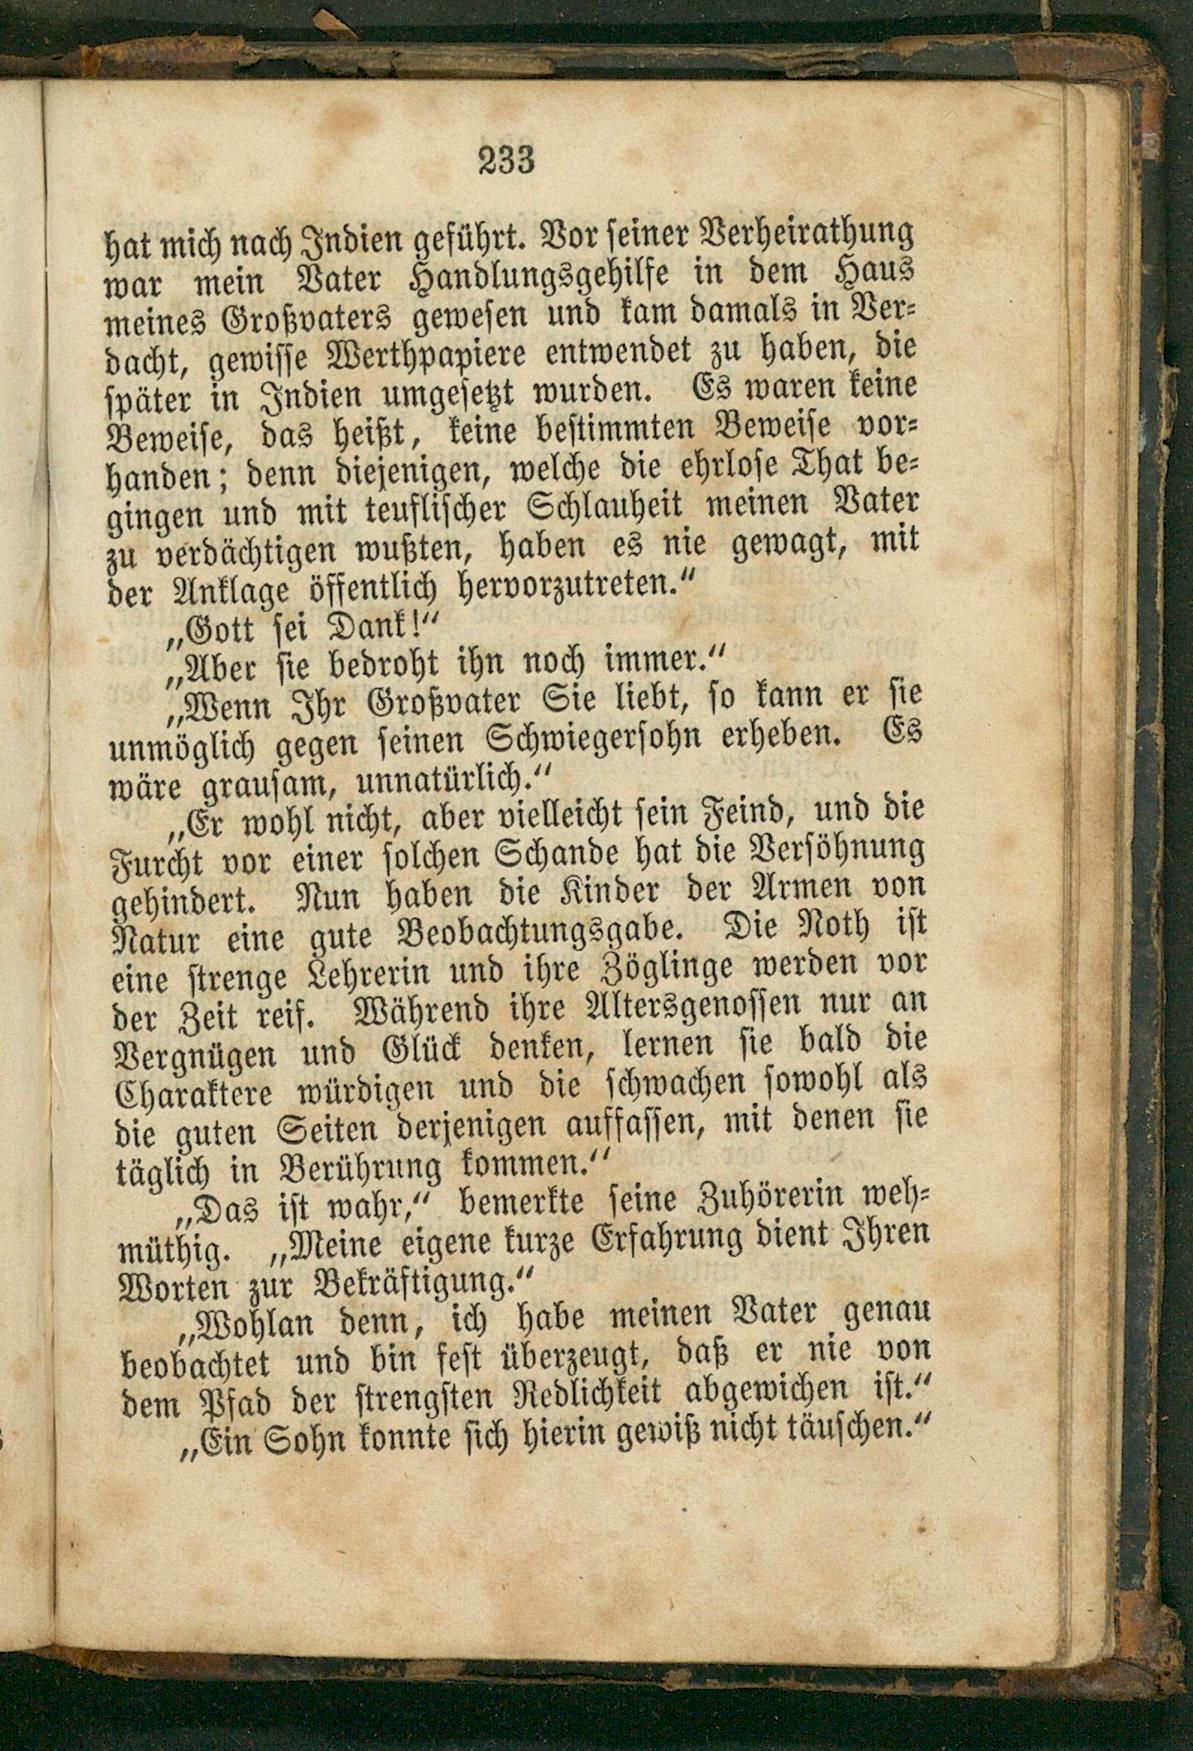 233
hat mich nach Indien geführt. Vor seiner Verheirathung
war mein Vater Handlungsgehilfe in dem Haus
meines Großvaters gewesen und kam damals in Ver-
dacht, gewisse Werthpapiere entwendet zu haben, die
später in Indien umgesetzt wurden. Es waren keine
Beweise, das heißt, keine bestimmten Beweise vor-
handen; denn diejenigen, welche die ehrlose That be-
gingen und mit teuflischer Schlauheit meinen Vater
zu verdächtigen wußten, haben es nie gewagt, mit
der Anklage öffentlich hervorzutreten.“
„Gott sei Dank!“
„Aber sie bedroht ihn noch immer.“
„Wenn Ihr Großvater Sie liebt, so kann er sie
unmöglich gegen seinen Schwiegersohn erheben. Es
wäre grausam, unnatürlich.“
„Er wohl nicht, aber vielleicht sein Feind, und die
Furcht vor einer solchen Schande hat die Versöhnung
gehindert. Nun haben die Kinder der Armen von
Natur eine gute Beobachtungsgabe. Die Noth ist
eine strenge Lehrerin und ihre Zöglinge werden vor
der Zeit reif. Während ihre Altersgenossen nur an
Vergnügen und Glück denken, lernen sie bald die
Charaktere würdigen und die schwachen sowohl als
die guten Seiten derjenigen auffassen, mit denen sie
täglich in Berührung kommen.“
„Das ist wahr,“ bemerkte seine Zuhörerin weh-
müthig. „Meine eigene kurze Erfahrung dient Ihren
Worten zur Bekräftigung.“
„Wohlan denn, ich habe meinen Vater genau
beobachtet und bin fest überzeugt, daß er nie von
dem Pfad der strengsten Redlichkeit abgewichen ist.“
„Ein Sohn konnte sich hierin gewiß nicht täuschen.“